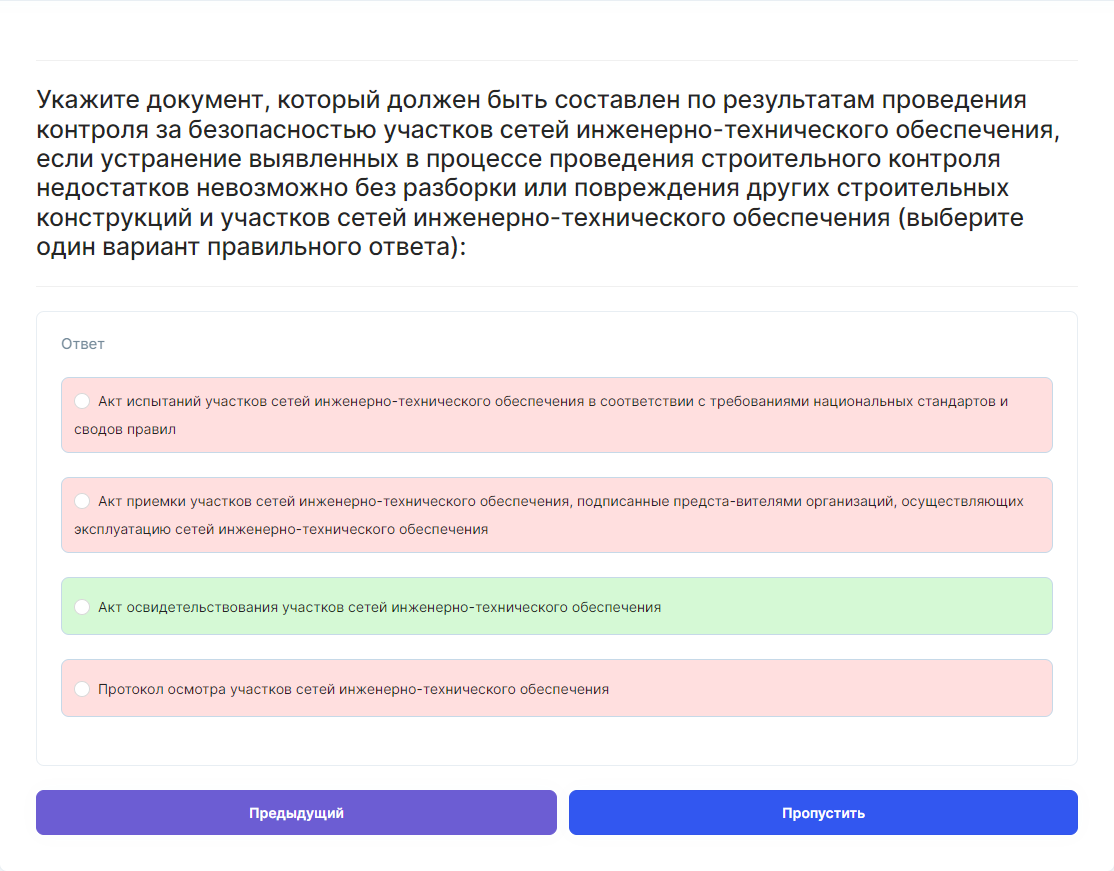 Укажите документ, который должен быть составлен по результатам проведения
контроля за безопасностью участков сетей инженерно-технического обеспечения,
если устранение выявленных в процессе проведения строительного контроля
недостатков невозможно без разборки или повреждения других строительных
конструкций и участков сетей инженерно-технического обеспечения (выберите
один вариант правильного ответа):
Ответ
Акт испытаний участков сетей инженерно-технического обеспечения в соответствии с требованиями национальных стандартов и
сводов правил
Акт приемки участков сетей инженерно-технического обеспечения, подписанные предста-вителями организаций, осуществляющих
эксплуатацию сетей инженерно-технического обеспечения
Акт освидетельствования участков сетей инженерно-технического обеспечения
Протокол осмотра участков сетей инженерно-технического обеспечения
Предыдущий
Пропустить